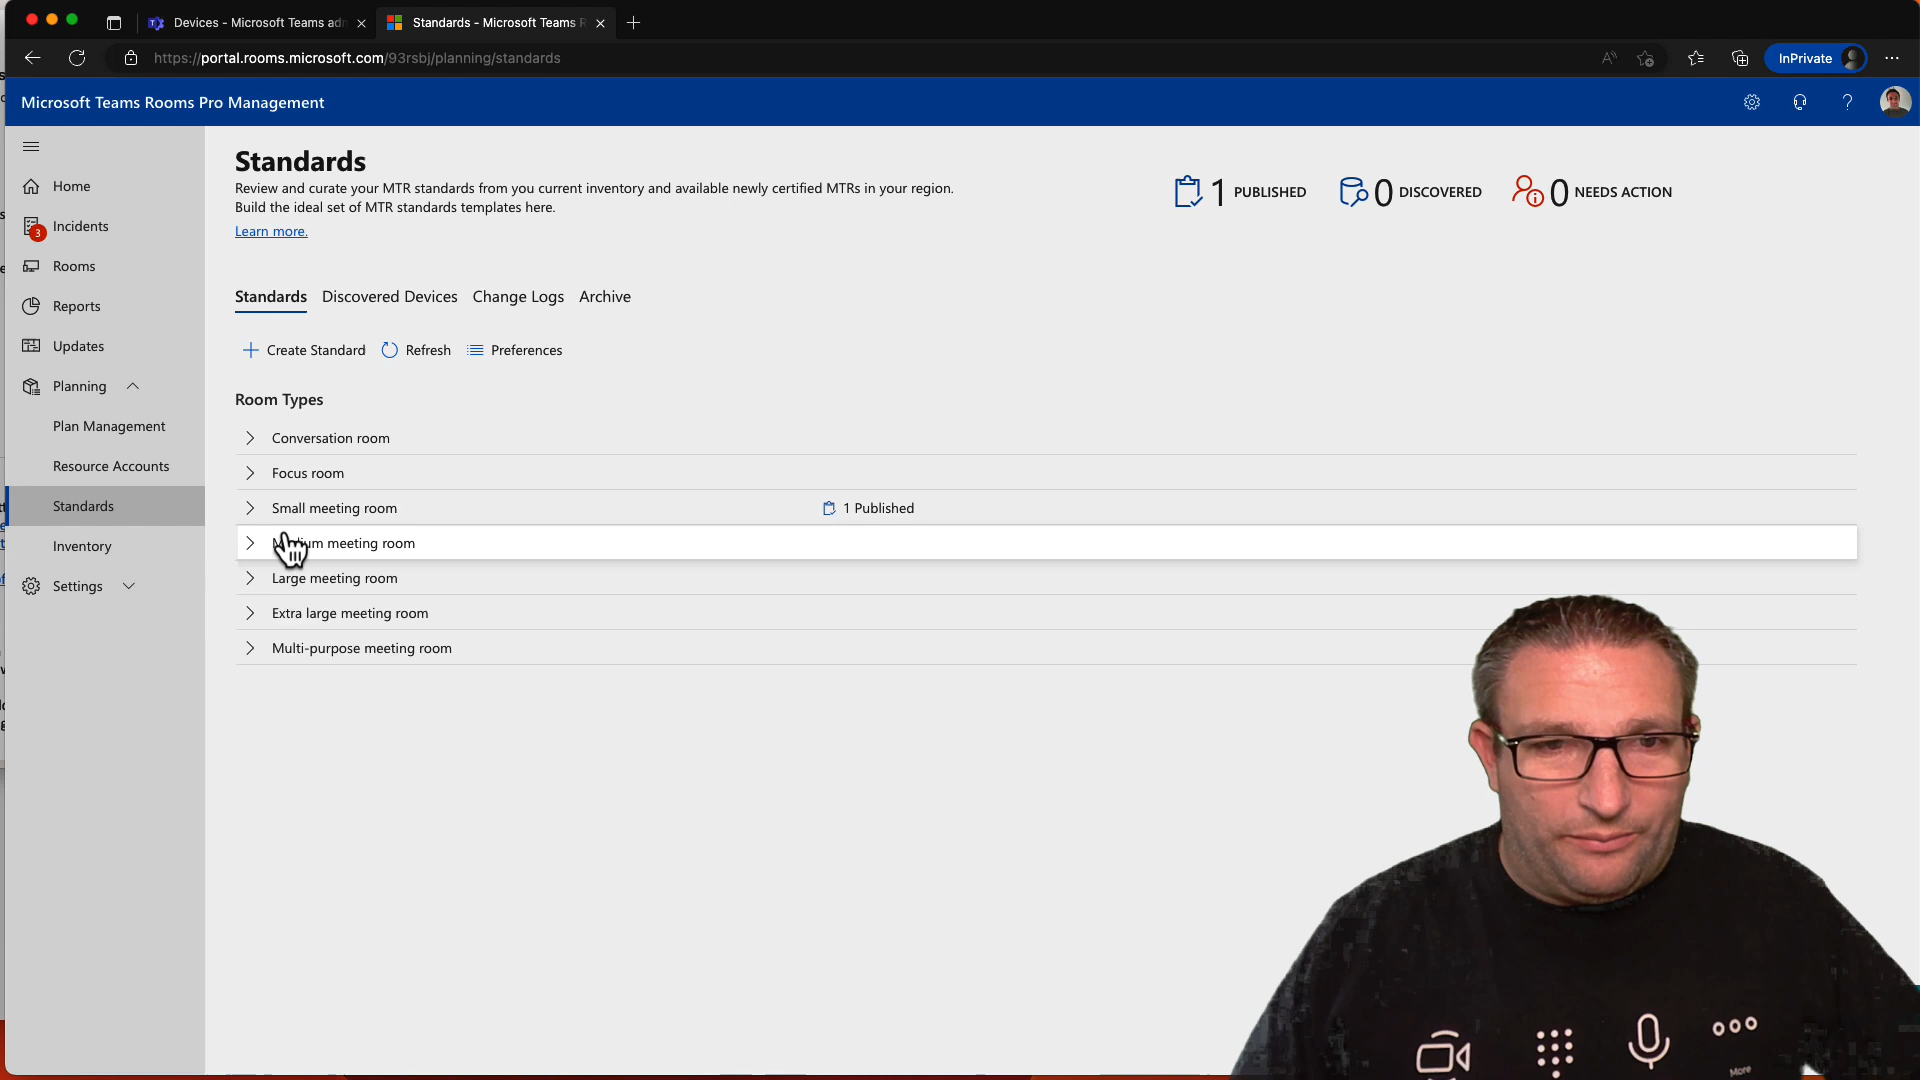 Devices - Microsoft Teams adm
Standards - Microsoft Teams R
https://portal.rooms.microsoft.com/93rsbj/planning/standards
InPrivate
Microsoft Teams Rooms Pro Management
Standards
Review and curate your MTR standards from you current inventory and available newly certified MTRs in your region.
Build the ideal set of MTR standards templates here.
Learn more.
1 PUBLISHED
0 DISCOVERED
0 NEEDS ACTION
Home
3
Incidents
Rooms
Reports
Updates
Planning
Plan Management
Resource Accounts
Standards
Inventory
Settings
Standards
Discovered Devices
Change Logs
Archive
Create Standard
Refresh
Preferences
Room Types
Conversation room
Focus room
Small meeting room
1 Published
Medium meeting room
Large meeting room
Extra large meeting room
Multi-purpose meeting room
More